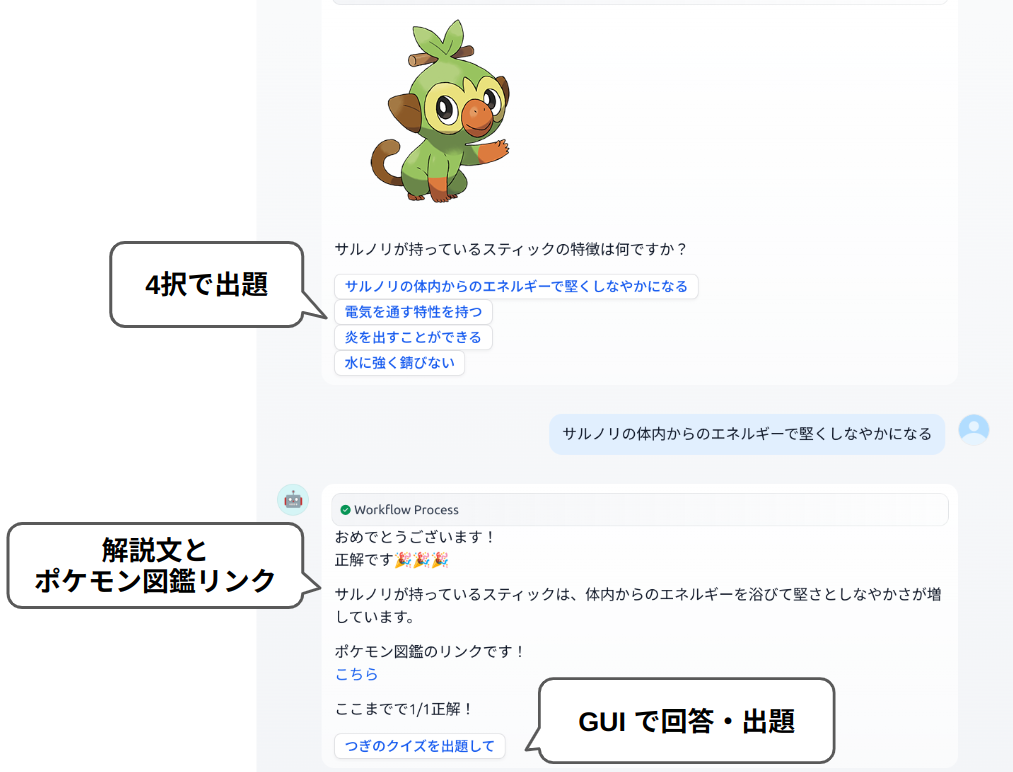 サルノリが持っているスティックの特徴は何ですか？
4択で出題
サルノリの体内からのエネルギーで堅くしなやかになる
電気を通す特性を持つ
炎を出すことができる
水に強く錆びない
サルノリの体内からのエネルギーで堅くしなやかになる
Workflow Process
おめでとうございます！
正解です🎉🎉🎉
解説文と
ポケモン図鑑リンク
サルノリが持っているスティックは、体内からのエネルギーを浴びて堅さとしなやかさが増
しています。
ポケモン図鑑のリンクです！
こちら
ここまでで1/1正解！
GUI で回答・出題
つぎのクイズを出題して